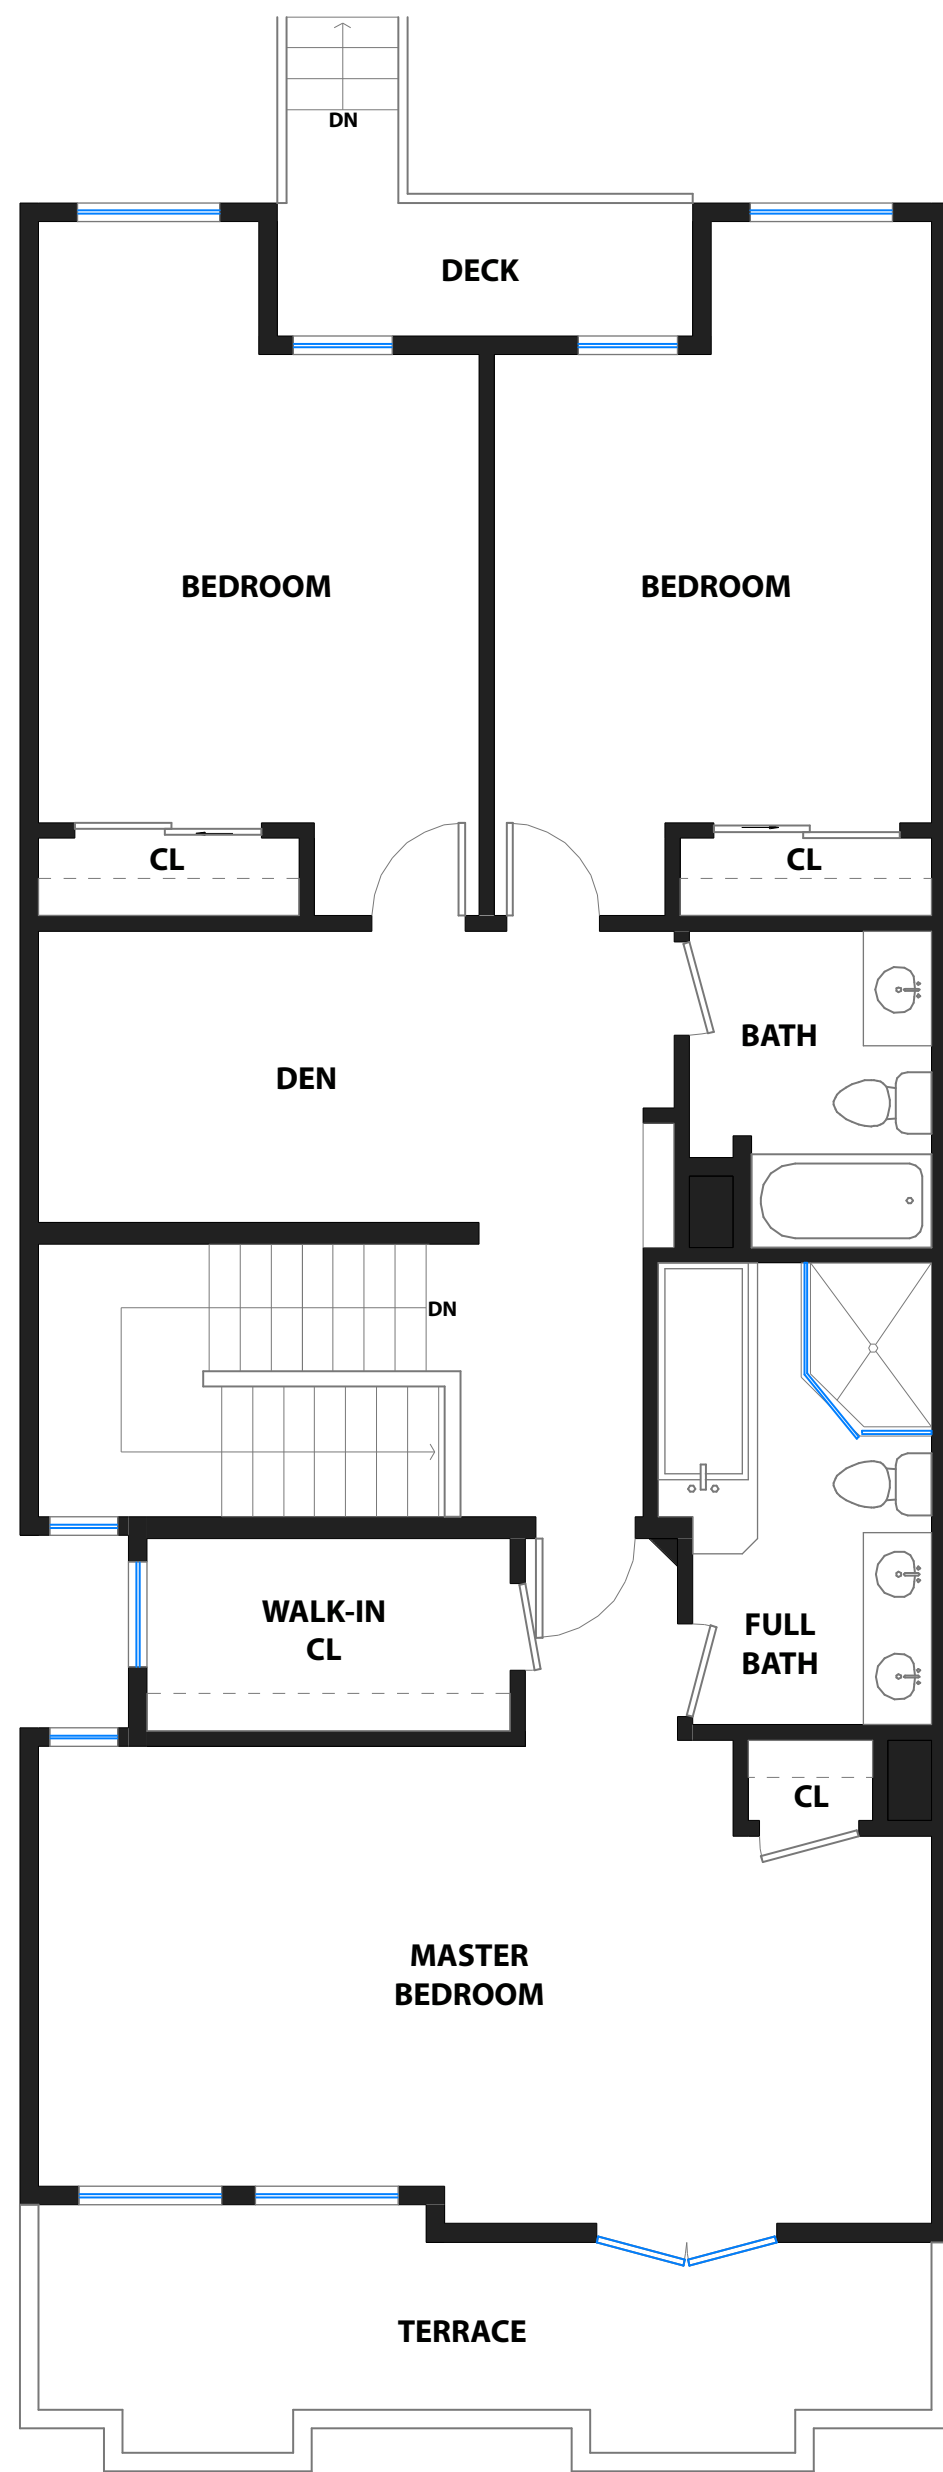 DN
DECK
BEDROOM
BEDROOM
CL
CL
BATH
DEN
DN
WALK-IN
CL
FULL
BATH
CL
MASTER
BEDROOM
TERRACE